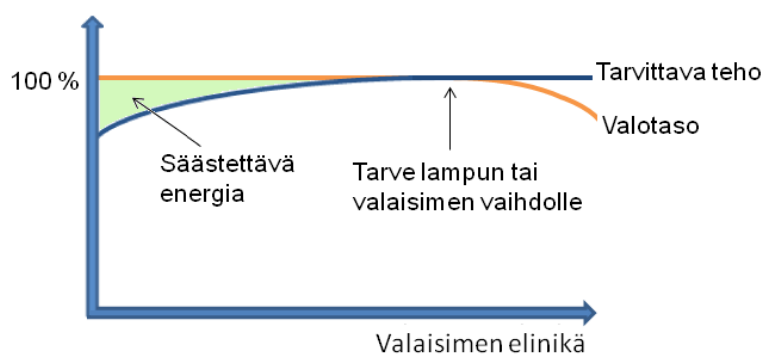 100 %
Tarvittava teho
Valotaso
Säästettävä
energia
Tarve lampun tai
valaisimen vaihdolle
Valaisimen elinikä